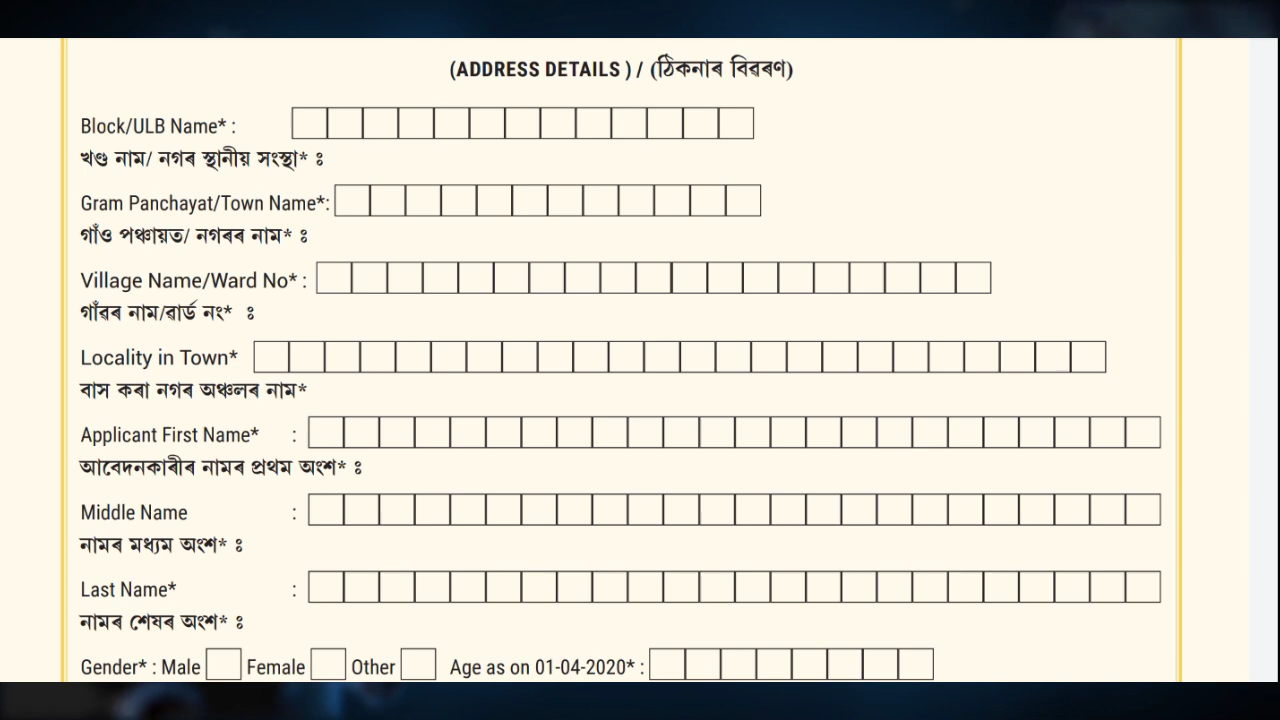 (ADDRESS DETAILS ) / (ঠিকনাৰ বিৱৰণ)
Block/ULB Name* :
খণ্ড নাম/ নগৰ স্থানীয় সংস্থা* ঃ
Gram Panchayat/Town Name*:
গাঁও পঞ্চায়ত/ নগৰৰ নাম* ঃ
Village Name/Ward No* :
গাঁৱৰ নাম/ৱাৰ্ড নং* ঃ
Locality in Town*
বাস কৰা নগৰ অঞ্চলৰ নাম*
Applicant First Name* :
আবেদনকাৰীৰ নামৰ প্ৰথম অংশ* ঃ
Middle Name :
নামৰ মধ্যম অংশ* ঃ
Last Name* :
নামৰ শেষৰ অংশ* ঃ
Gender* : Male Female Other Age as on 01-04-2020* :